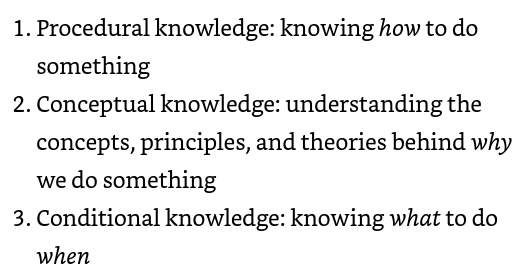 1. Procedural knowledge: knowing how to do
something
2. Conceptual knowledge: understanding the
concepts, principles, and theories behind why
we do something
3. Conditional knowledge: knowing what to do
when